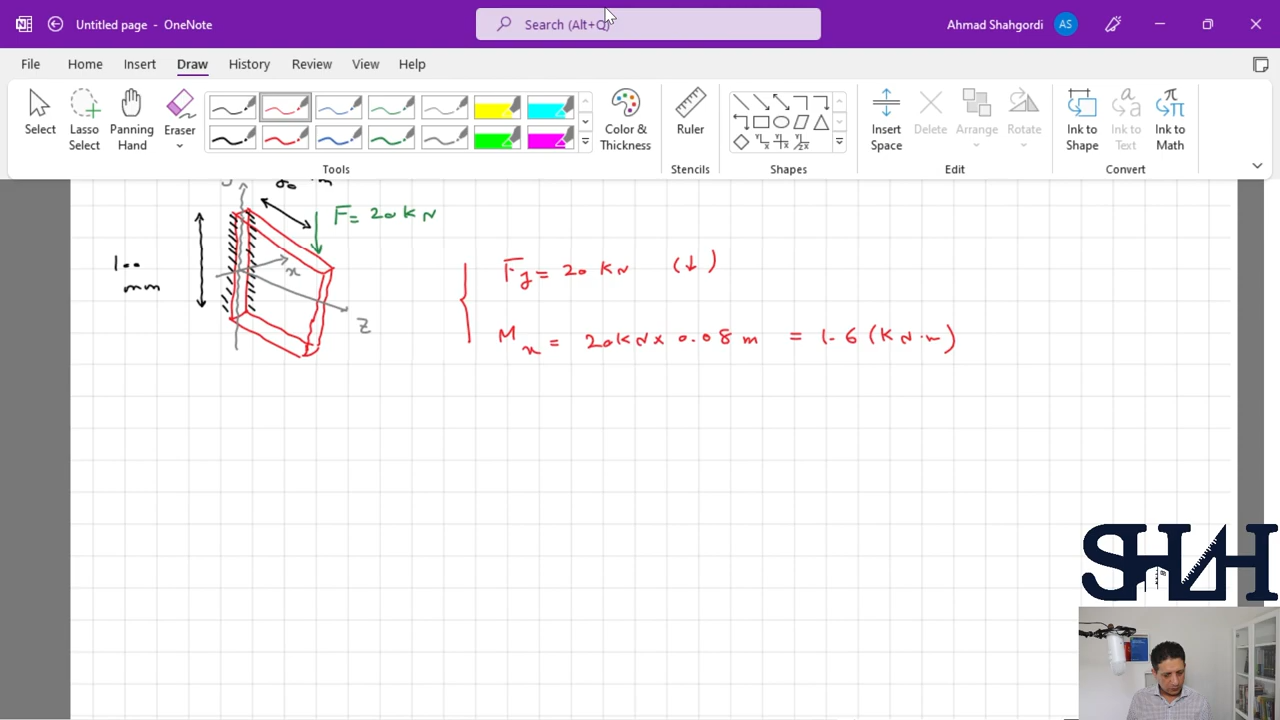 Untitled page - OneNote
Search (Alt+Q)
Ahmad Shahgordi
AS
File
Home
Insert
Draw
History
Review
View
Help
Select
Lasso
Select
Panning
Hand
Eraser
Color &
Thickness
Ruler
Insert
Space
Delete
Arrange
Rotate
Ink to
Shape
Ink to
Text
Ink to
Math
Tools
Stencils
Shapes
Edit
Convert
F = 20 kN
100
mm
x
z
Fy = 20 kN (↓)
Mx = 20kN x 0.08 m = 1.6 (kN.m)
SHAH